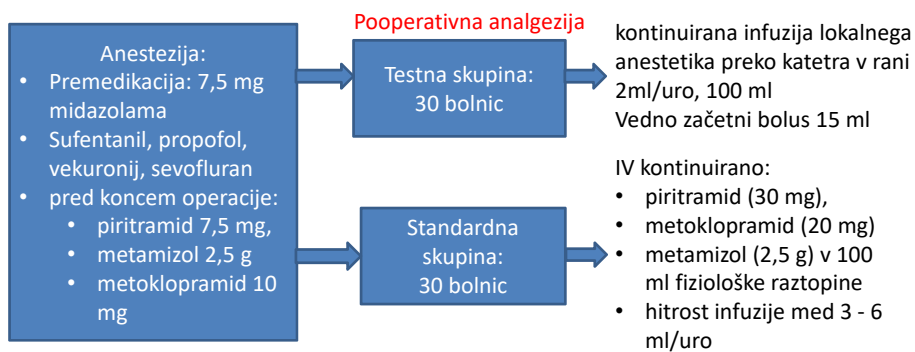 Anestezija:
• Premedikacija: 7,5 mg
midazolama
• Sufentanil, propofol,
vekuronij, sevofluran
• pred koncem operacije:
• piritramid 7,5 mg,
• metamizol 2,5 g
• metoklopramid 10
mg
Pooperativna analgezija
Testna skupina:
30 bolnic
Standardna
skupina:
30 bolnic
kontinuirana infuzija lokalnega
anestetika preko katetra v rani
2ml/uro, 100 ml
Vedno začetni bolus 15 ml
IV kontinuirano:
• piritramid (30 mg),
• metoklopramid (20 mg)
• metamizol (2,5 g) v 100
ml fiziološke raztopine
• hitrost infuzije med 3 - 6
ml/uro